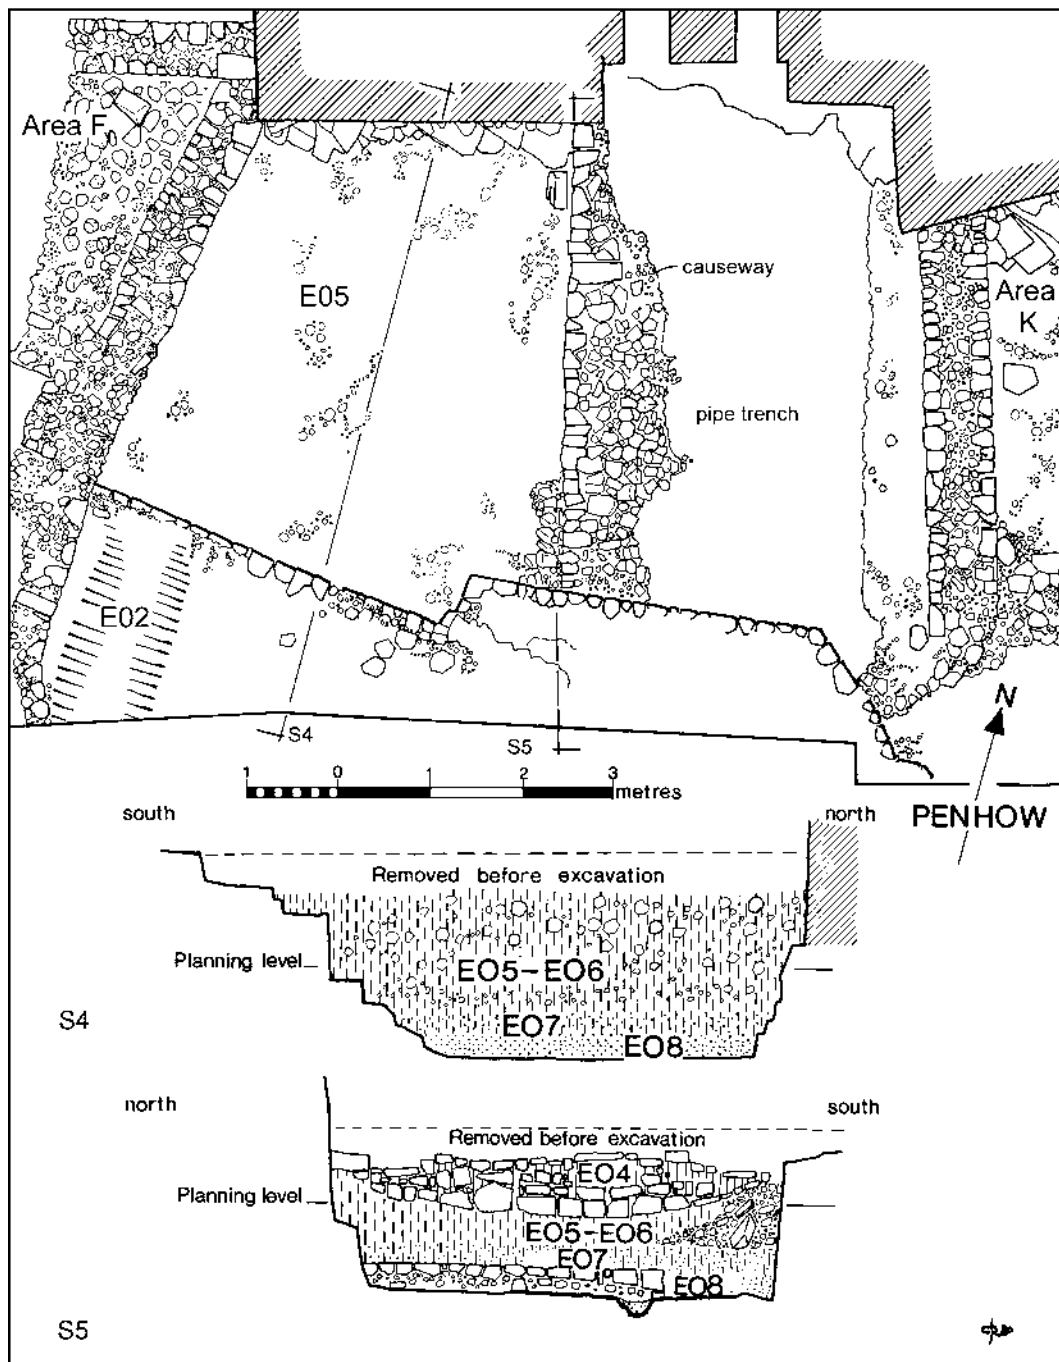 Area F
E05
causeway
Area
K
pipe trench
E02
N
S4
S5
1 0 1 2 3
metres
PENHOW
south
north
Removed before excavation
Planning level
EO5-EO6
EO7
EO8
S4
north
south
Removed before excavation
EO4
Planning level
EO5-EO6
EO7
EO8
S5